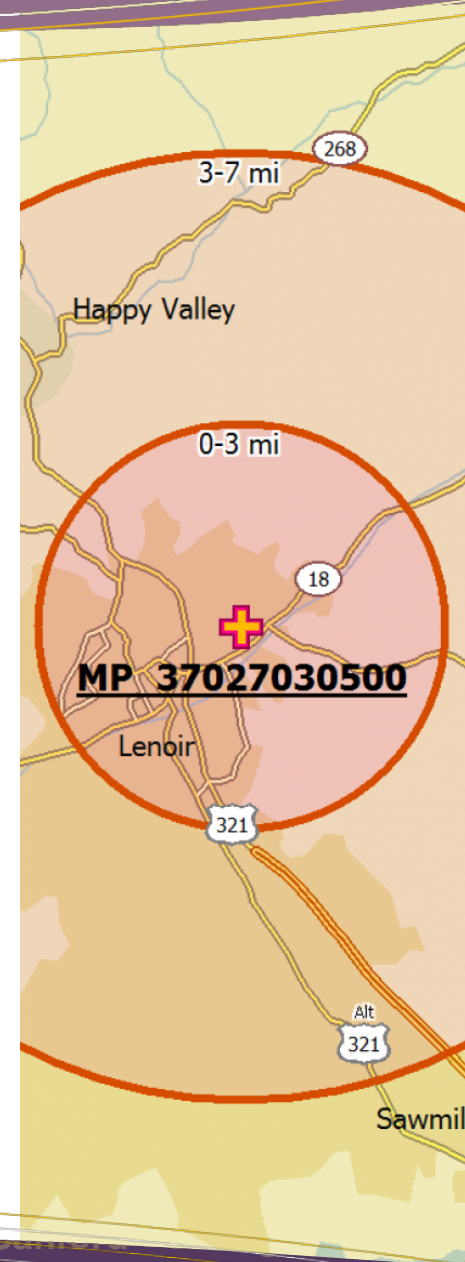 268
3-7 mi
Happy Valley
0-3 mi
18
MP 37027030500
Lenoir
321
Alt
321
Sawmil